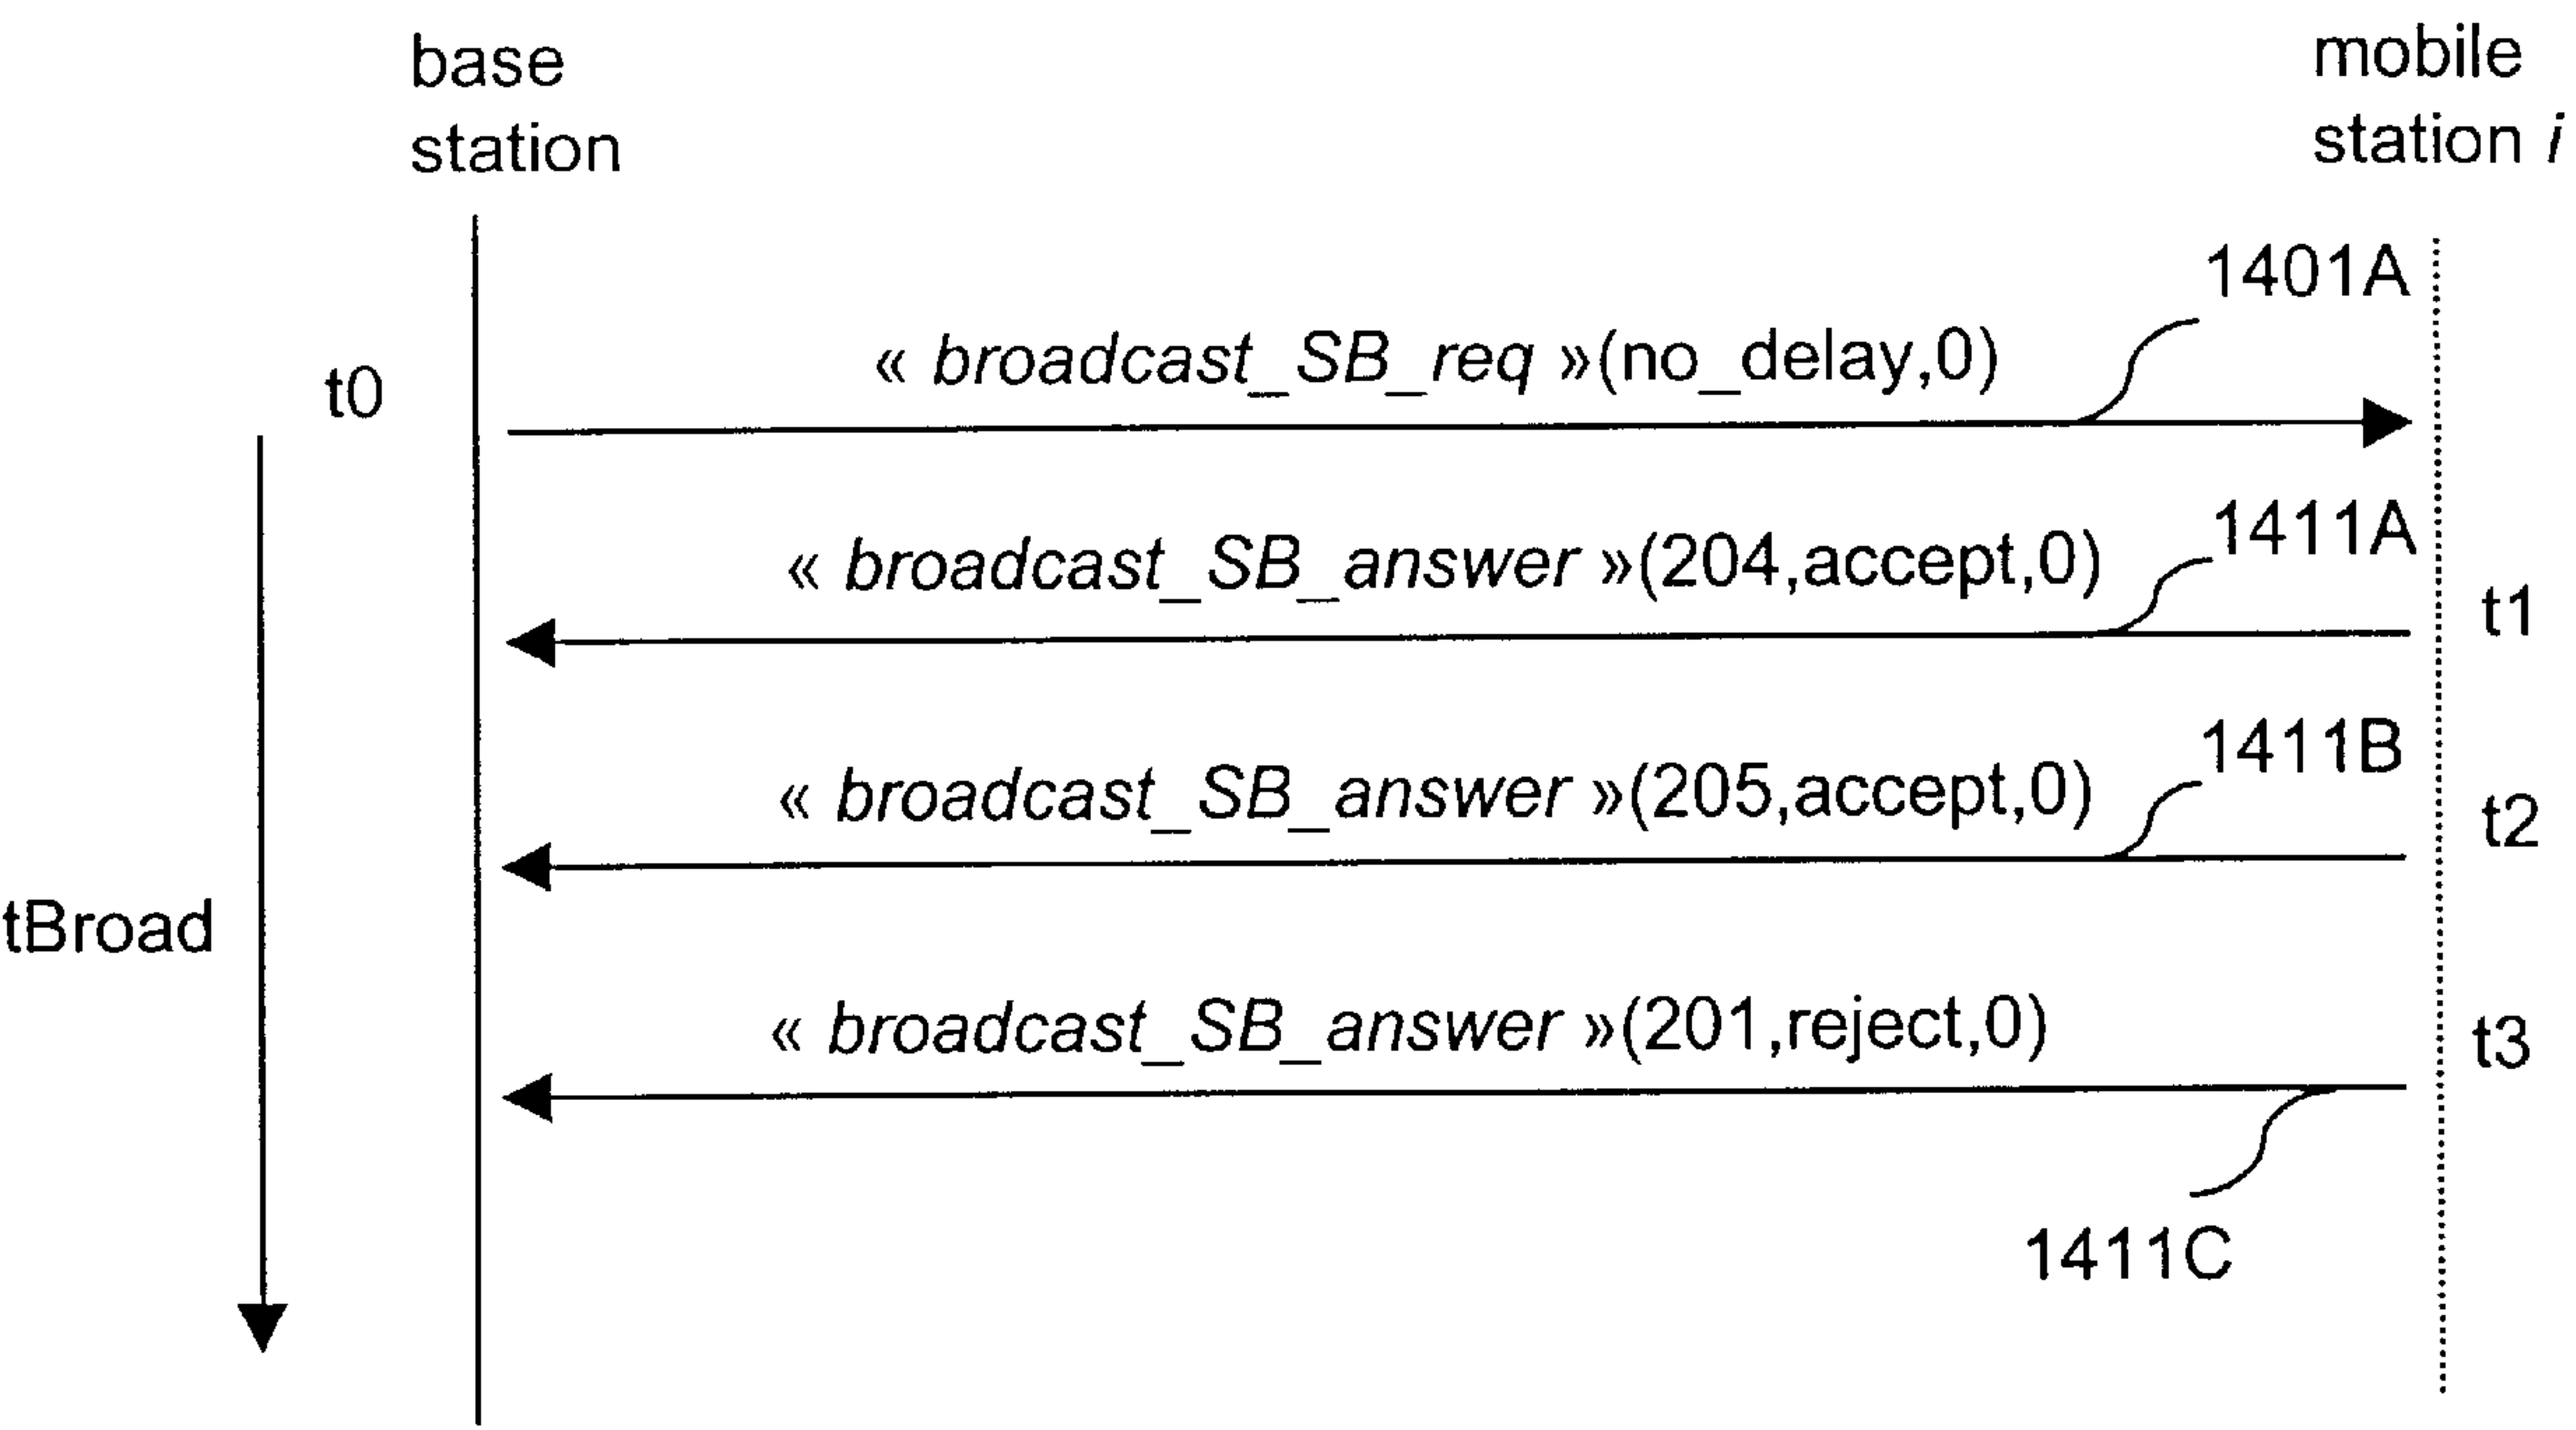 base
station
mobile
station i
1401A
« broadcast_SB_req »(no_delay,0)
t0
1411A
« broadcast_SB_answer »(204,accept,0)
t1
1411B
« broadcast_SB_answer »(205,accept,0)
t2
tBroad
« broadcast_SB_answer »(201,reject,0)
t3
1411C